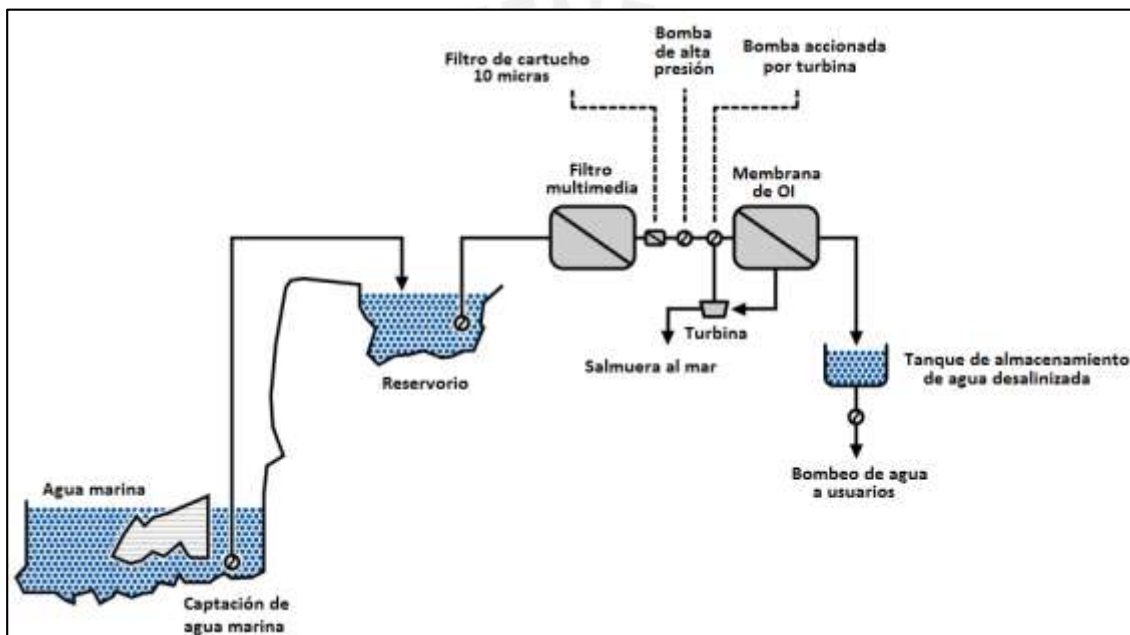 Filtro de cartucho
10 micras
Bomba
de alta
presión
Bomba accionada
por turbina
Filtro
multimedia
Membrana
de OI
Turbina
Salmuera al mar
Reservorio
Tanque de almacenamiento
de agua desalinizada
Bombeo de agua
a usuarios
Agua marina
Captación de
agua marina